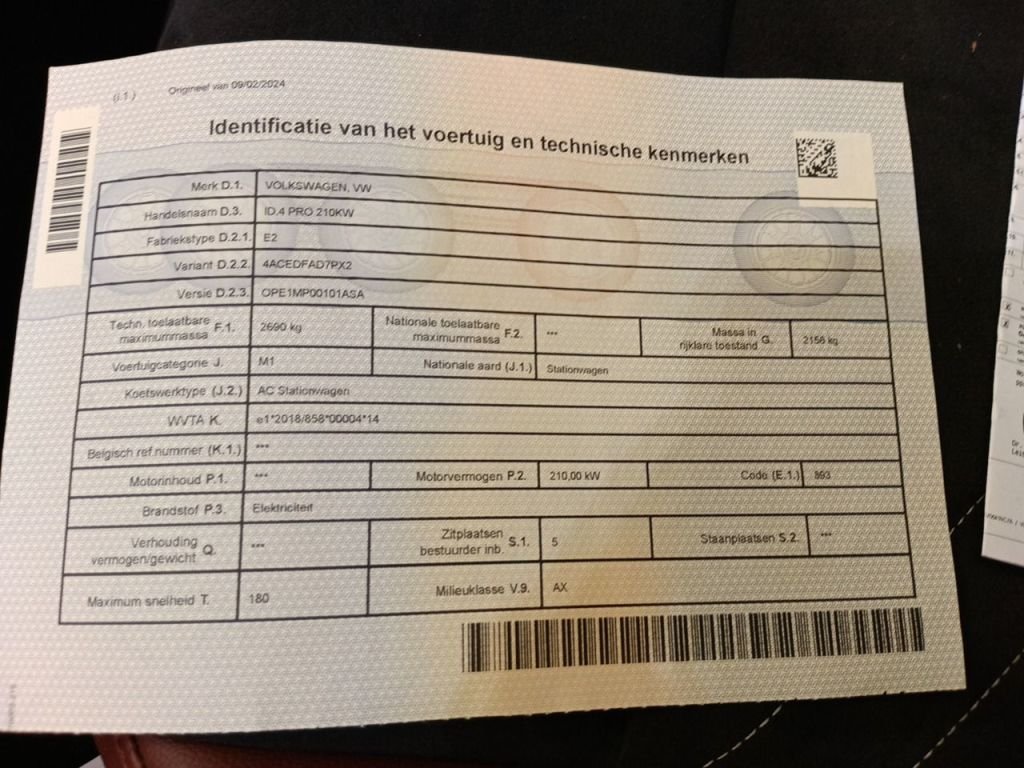 (I.1.) Origineel van 09/02/2024
Identificatie van het voertuig en technische kenmerken
Merk D.1. VOLKSWAGEN, VW
Handelsnaam D.3. ID.4 PRO 210KW
Fabriekstype D.2.1. E2
Variant D.2.2. 4ACEDFAD7PX2
Versie D.2.3. OPE1MP00101ASA
Techn. toelaatbare maximummassa F.1. 2690 kg Nationale toelaatbare maximummassa F.2. *** Massa in rijklare toestand G. 2156 kg
Voertuigcategorie J. M1 Nationale aard (J.1.) Stationwagen
Koetswerktype (J.2.) AC Stationwagen
WVTA K. e1*2018/858*00004*14
Belgisch ref.nummer (K.1.) ***
Motorinhoud P.1. *** Motorvermogen P.2. 210,00 kW Code (E.1.) 893
Brandstof P.3. Elektriciteit
Verhouding vermogen/gewicht Q. *** Zitplaatsen bestuurder inb. S.1. 5 Staanplaatsen S.2. ***
Maximum snelheid T. 180 Milieuklasse V.9. AX